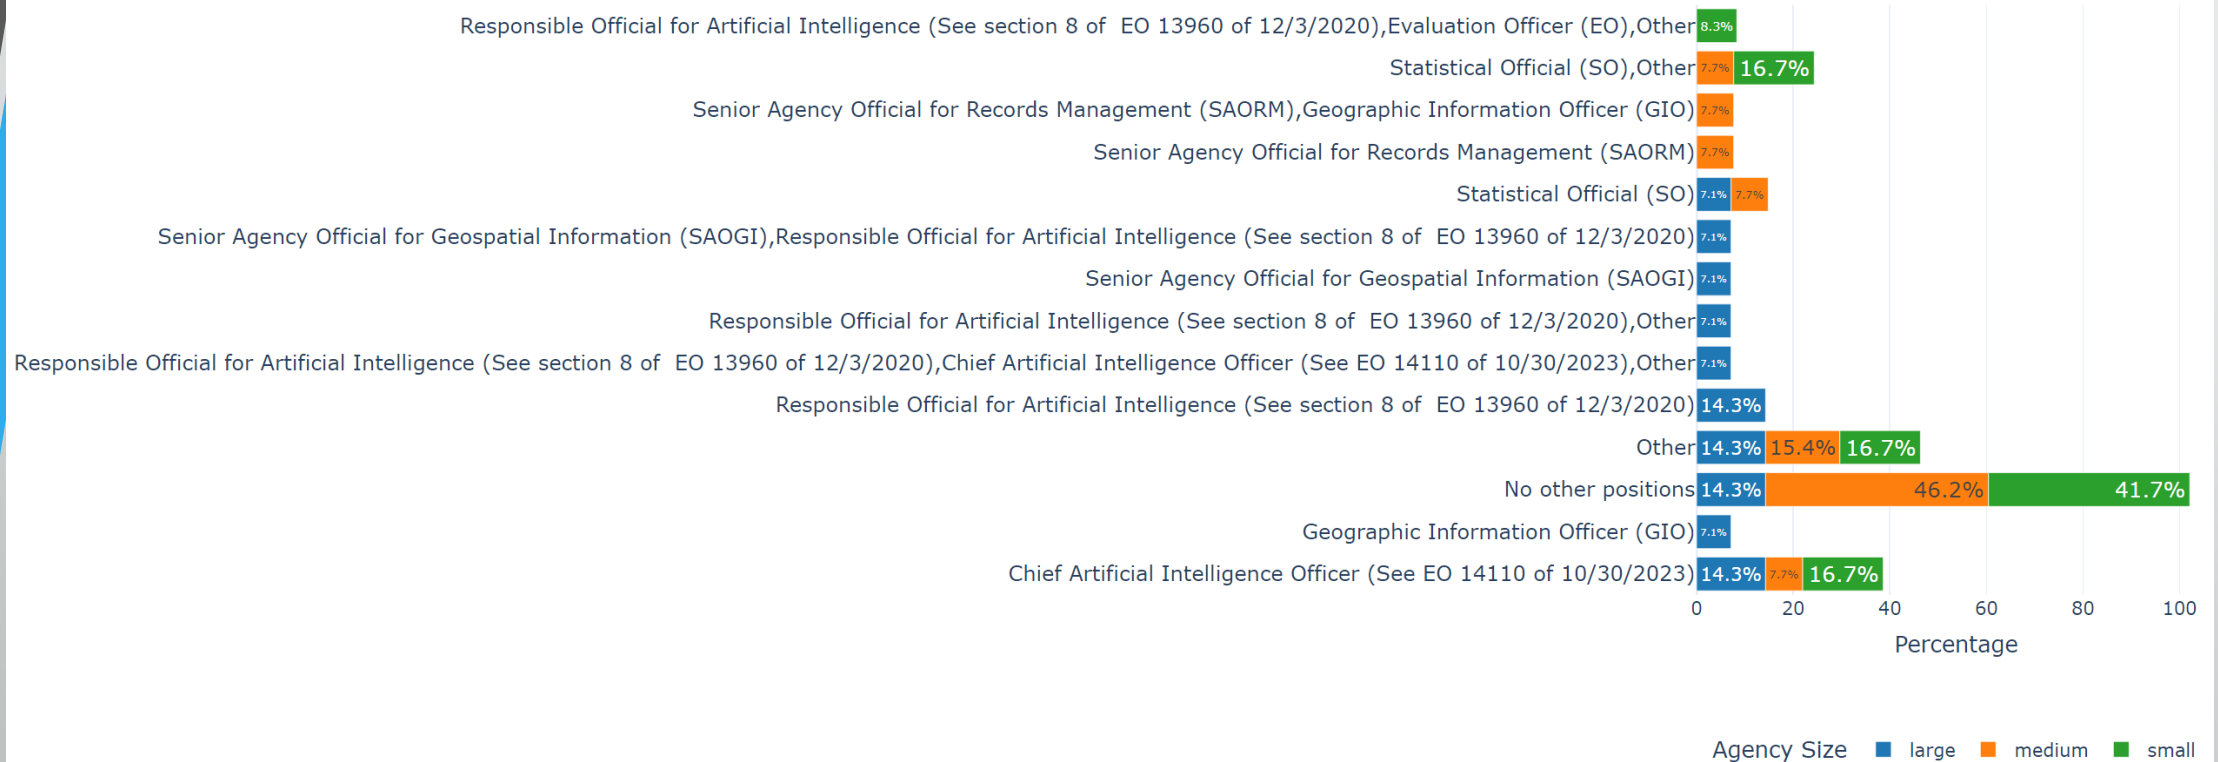 Responsible Official for Artificial Intelligence (See section 8 of  EO 13960 of 12/3/2020),Evaluation Officer (EO),Other 8.3%
Statistical Official (SO),Other 7.7% 16.7%
Senior Agency Official for Records Management (SAORM),Geographic Information Officer (GIO) 7.7%
Senior Agency Official for Records Management (SAORM) 7.7%
Statistical Official (SO) 7.1% 7.7%
Senior Agency Official for Geospatial Information (SAOGI),Responsible Official for Artificial Intelligence (See section 8 of  EO 13960 of 12/3/2020) 7.1%
Senior Agency Official for Geospatial Information (SAOGI) 7.1%
Responsible Official for Artificial Intelligence (See section 8 of  EO 13960 of 12/3/2020),Other 7.1%
Responsible Official for Artificial Intelligence (See section 8 of  EO 13960 of 12/3/2020),Chief Artificial Intelligence Officer (See EO 14110 of 10/30/2023),Other 7.1%
Responsible Official for Artificial Intelligence (See section 8 of  EO 13960 of 12/3/2020) 14.3%
Other 14.3% 15.4% 16.7%
No other positions 14.3% 46.2% 41.7%
Geographic Information Officer (GIO) 7.1%
Chief Artificial Intelligence Officer (See EO 14110 of 10/30/2023) 14.3% 7.7% 16.7%
0 20 40 60 80 100
Percentage
Agency Size large medium small